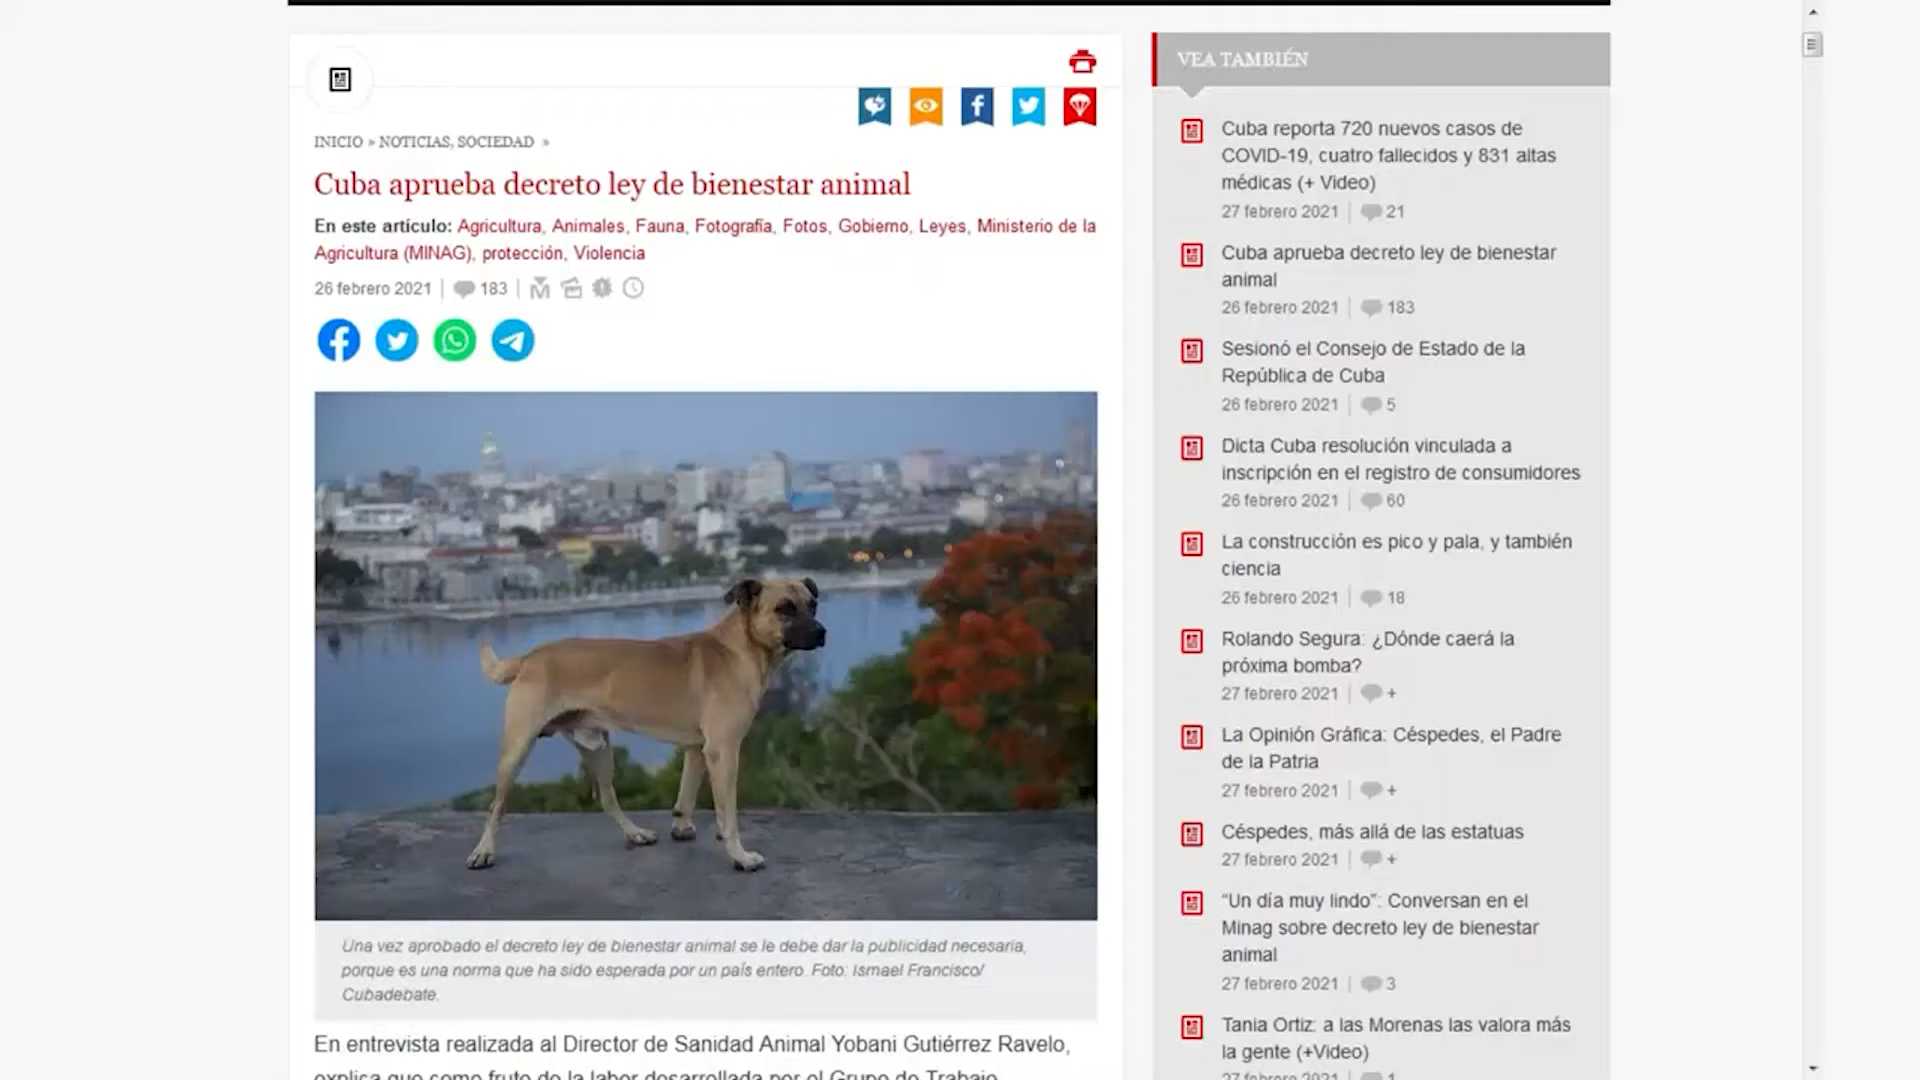 INICIO » NOTICIAS, SOCIEDAD »
Cuba aprueba decreto ley de bienestar animal
En este artículo: Agricultura, Animales, Fauna, Fotografía, Fotos, Gobierno, Leyes, Ministerio de la
Agricultura (MINAG), protección, Violencia
26 febrero 2021 | 183 |
Una vez aprobado el decreto ley de bienestar animal se le debe dar la publicidad necesaria,
porque es una norma que ha sido esperada por un país entero. Foto: Ismael Francisco/
Cubadebate.
En entrevista realizada al Director de Sanidad Animal Yobani Gutiérrez Ravelo,
explica que como fruto de la labor desarrollada por el Grupo de Trabajo
VEA TAMBIÉN
Cuba reporta 720 nuevos casos de
COVID-19, cuatro fallecidos y 831 altas
médicas (+ Video)
27 febrero 2021 | 21
Cuba aprueba decreto ley de bienestar
animal
26 febrero 2021 | 183
Sesionó el Consejo de Estado de la
República de Cuba
26 febrero 2021 | 5
Dicta Cuba resolución vinculada a
inscripción en el registro de consumidores
26 febrero 2021 | 60
La construcción es pico y pala, y también
ciencia
26 febrero 2021 | 18
Rolando Segura: ¿Dónde caerá la
próxima bomba?
27 febrero 2021 | +
La Opinión Gráfica: Céspedes, el Padre
de la Patria
27 febrero 2021 | +
Céspedes, más allá de las estatuas
27 febrero 2021 | +
“Un día muy lindo”: Conversan en el
Minag sobre decreto ley de bienestar
animal
27 febrero 2021 | 3
Tania Ortiz: a las Morenas las valora más
la gente (+Video)
27 febrero 2021 | 1